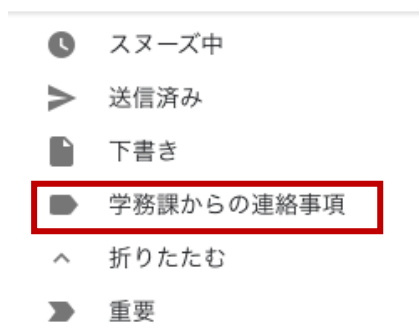 スヌーズ中
送信済み
下書き
学務課からの連絡事項
折りたたむ
重要